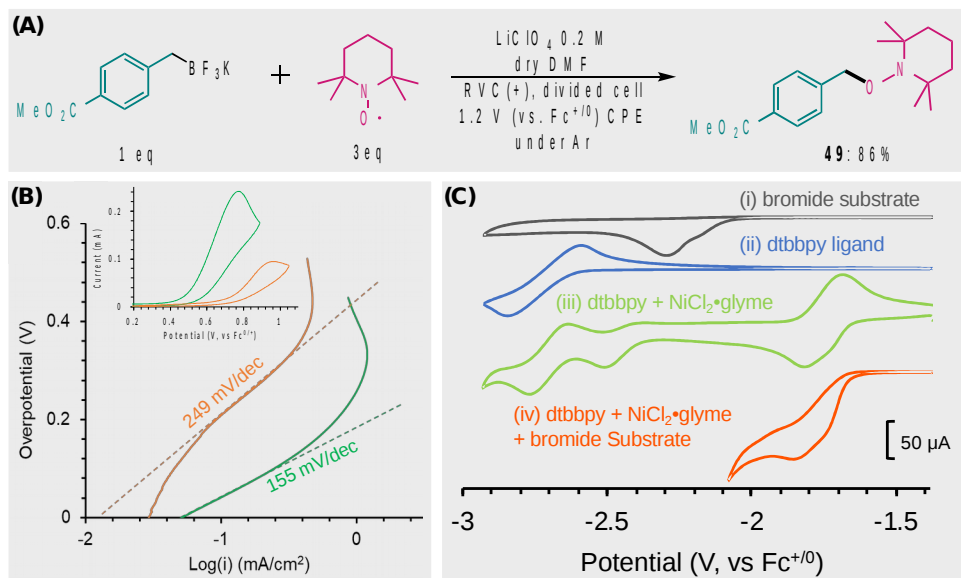 (A)
LiClO4 0.2 M
dry DMF
RVC (+), divided cell
1.2 V (vs. Fc+/0) CPE
under Ar
BF3K
MeO2C
N
O •
O
N
MeO2C
1 eq
3eq
49: 86%
(B)
0.6
0.4
0.2
0
Overpotential (V)
-2
-1
0
Log(i) (mA/cm²)
249 mV/dec
155 mV/dec
0.2
0.1
0
Current (mA)
0.2
0.4
0.6
0.8
1
Potential (V, vs Fc0/+)
(C)
(i) bromide substrate
(ii) dtbbpy ligand
(iii) dtbbpy + NiCl2•glyme
(iv) dtbbpy + NiCl2•glyme
+ bromide Substrate
50 µA
-3
-2.5
-2
-1.5
Potential (V, vs Fc+/0)